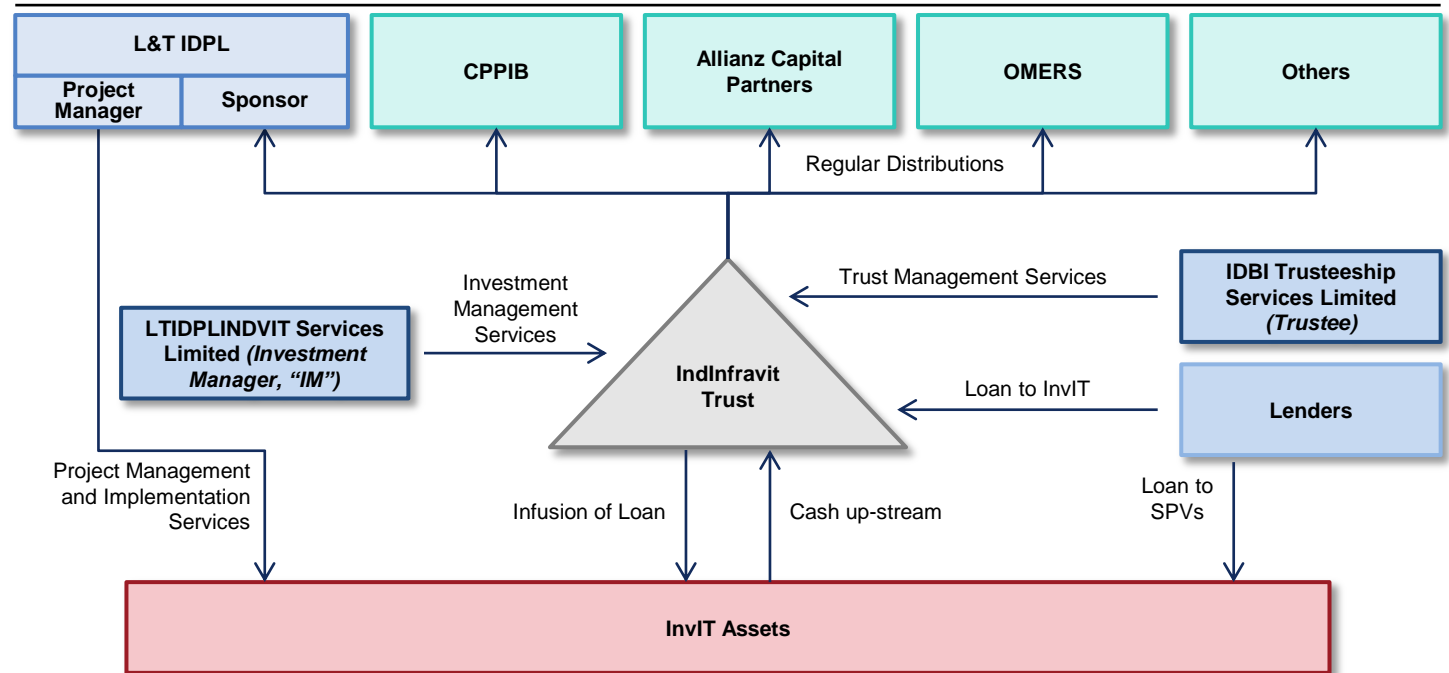 L&T IDPL
Project
Manager
Sponsor
CPPIB
Allianz Capital
Partners
OMERS
Others
Regular Distributions
Investment
Management
Services
Trust Management Services
IDBI Trusteeship
Services Limited
(Trustee)
LTIDPLINDVIT Services
Limited (Investment
Manager, “IM”)
IndInfravit
Trust
Loan to InvIT
Lenders
Project Management
and Implementation
Services
Infusion of Loan
Cash up-stream
Loan to
SPVs
InvIT Assets